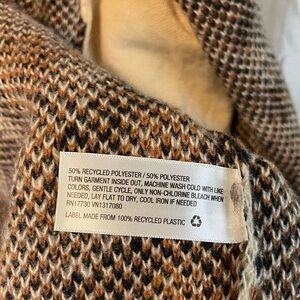 50% RECYCLED POLYESTER / 50% POLYESTER
TURN GARMENT INSIDE OUT, MACHINE WASH COLD WITH LIKE
COLORS, GENTLE CYCLE, ONLY NON-CHLORINE BLEACH WHEN
NEEDED, LAY FLAT TO DRY, COOL IRON IF NEEDED
RN17730 VN1317080
LABEL MADE FROM 100% RECYCLED PLASTIC